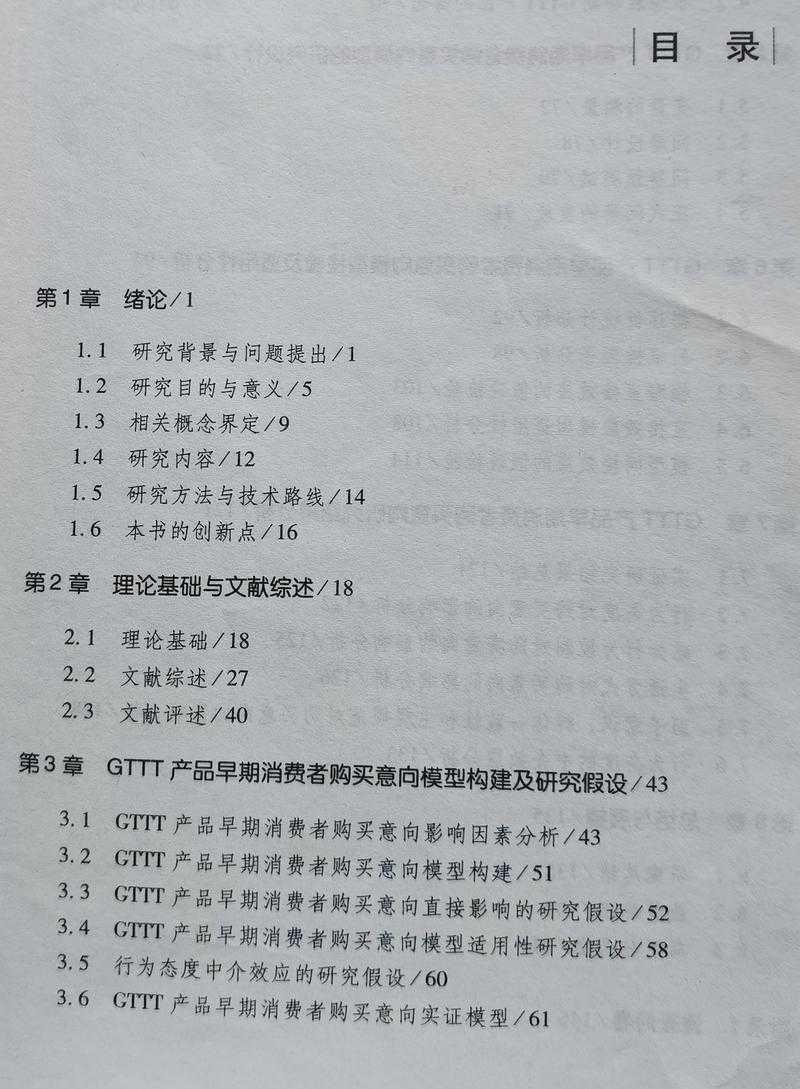 目 录
第1章 绪论/1
1.1 研究背景与问题提出/1
1.2 研究目的与意义/5
1.3 相关概念界定/9
1.4 研究内容/12
1.5 研究方法与技术路线/14
1.6 本书的创新点/16
第2章 理论基础与文献综述/18
2.1 理论基础/18
2.2 文献综述/27
2.3 文献评述/40
第3章 GTTT产品早期消费者购买意向模型构建及研究假设/43
3.1 GTTT产品早期消费者购买意向影响因素分析/43
3.2 GTTT产品早期消费者购买意向模型构建/51
3.3 GTTT产品早期消费者购买意向直接影响的研究假设/52
3.4 GTTT产品早期消费者购买意向模型适用性研究假设/58
3.5 行为态度中介效应的研究假设/60
3.6 GTTT产品早期消费者购买意向实证模型/61